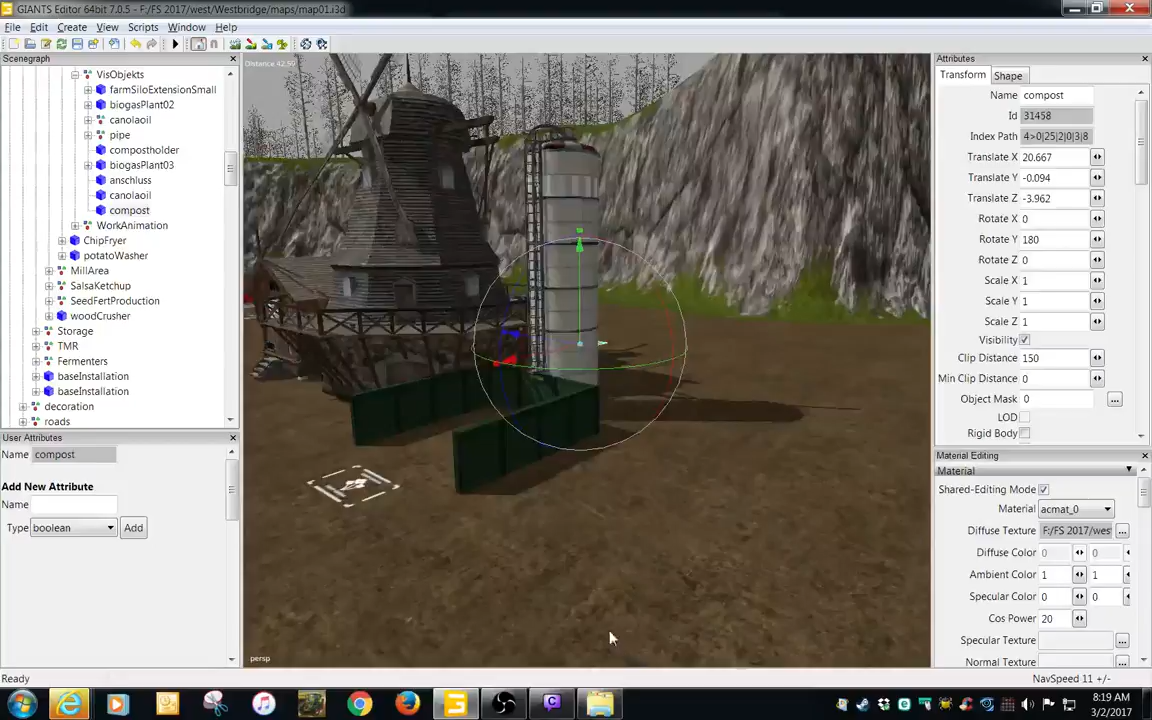 GIANTS Editor 64bit 7.0.5 - F:/FS 2017/west/Westbridge/maps/map01.i3d
File Edit Create View Scripts Window Help
Scenegraph
VisObjekts
farmSiloExtensionSmall
biogasPlant02
canolaoil
pipe
compostholder
biogasPlant03
anschluss
canolaoil
compost
WorkAnimation
ChipFryer
potatoWasher
MillArea
SalsaKetchup
SeedFertProduction
woodCrusher
Storage
TMR
Fermenters
baseInstallation
baseInstallation
decoration
roads
User Attributes
Name compost
Add New Attribute
Name
Type boolean Add
persp
Attributes
Transform Shape
Name compost
Id 31458
Index Path 4>0|25|2|0|3|8
Translate X 20.667
Translate Y -0.094
Translate Z -3.962
Rotate X 0
Rotate Y 180
Rotate Z 0
Scale X 1
Scale Y 1
Scale Z 1
Visibility
Clip Distance 150
Min Clip Distance 0
Object Mask 0 ...
LOD
Rigid Body
Material Editing
Material
Shared-Editing Mode
Material acmat_0
Diffuse Texture F:/FS 2017/wes ...
Diffuse Color 0 0
Ambient Color 1 1
Specular Color 0 0
Cos Power 20
Specular Texture ...
Normal Texture ...
Ready
NavSpeed 11 +/-
8:19 AM
3/2/2017